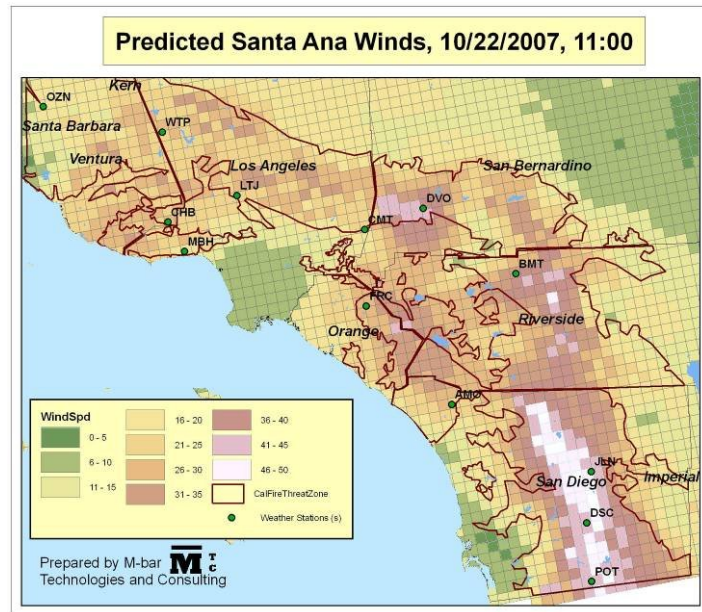 Predicted Santa Ana Winds, 10/22/2007, 11:00
OZN
Kern
Santa Barbara
WTP
Ventura
Los Angeles
San Bernardino
LTJ
DVO
CHB
CMT
MBH
BMT
FRC
Orange
Riverside
AMO
JLN
San Diego
Imperial
DSC
POT
WindSpd
0 - 5
6 - 10
11 - 15
16 - 20
21 - 25
26 - 30
31 - 35
36 - 40
41 - 45
46 - 50
CalFireThreatZone
Weather Stations (s)
Prepared by M-bar
Technologies and Consulting
M T C